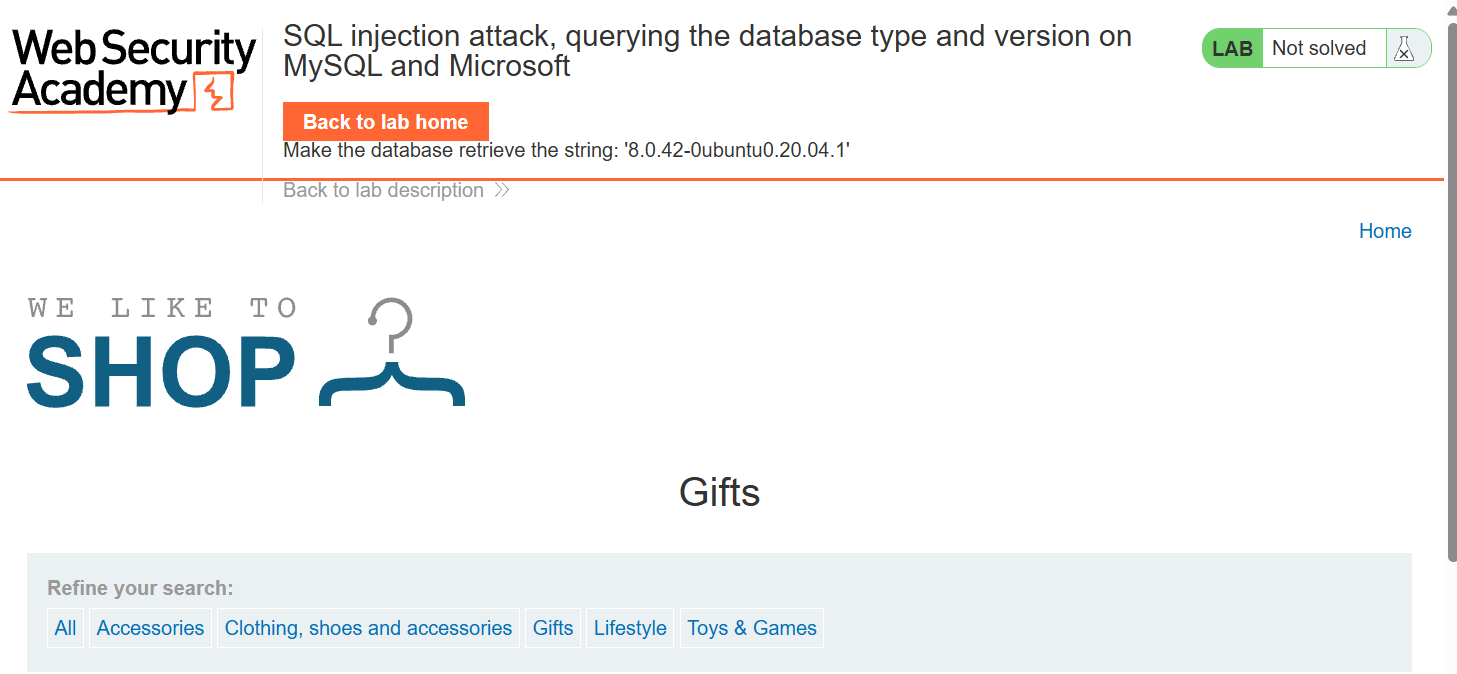 Web Security
Academy
SQL injection attack, querying the database type and version on
MySQL and Microsoft
LAB Not solved
Back to lab home
Make the database retrieve the string: '8.0.42-0ubuntu0.20.04.1'
Back to lab description
Home
WE LIKE TO
SHOP
Gifts
Refine your search:
All Accessories Clothing, shoes and accessories Gifts Lifestyle Toys & Games